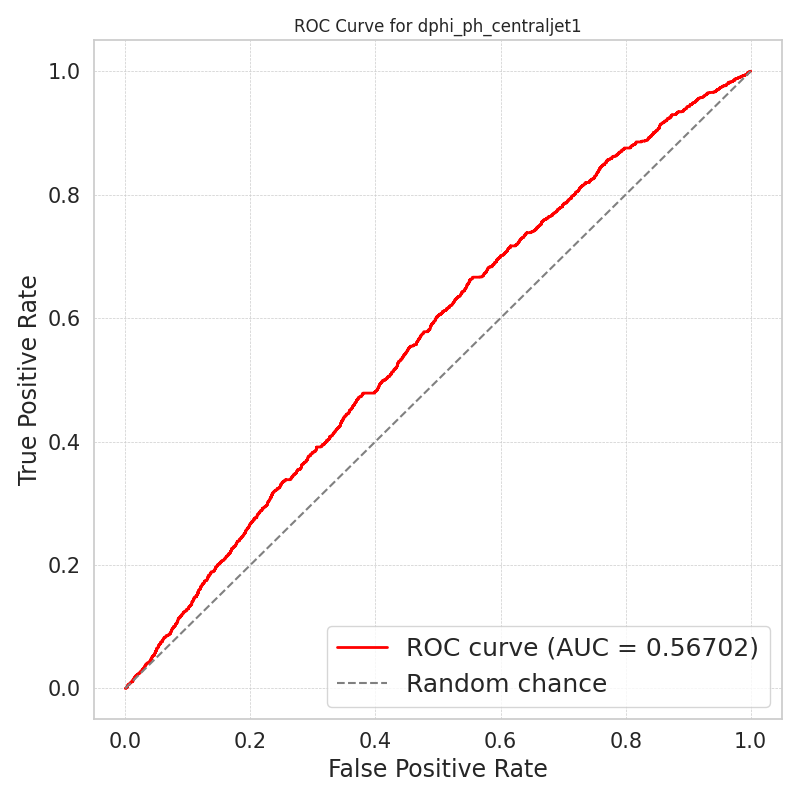 ROC Curve for dphi_ph_centraljet1
1.0
0.8
0.6
0.4
0.2
0.0
True Positive Rate
ROC curve (AUC = 0.56702)
Random chance
0.0 0.2 0.4 0.6 0.8 1.0
False Positive Rate